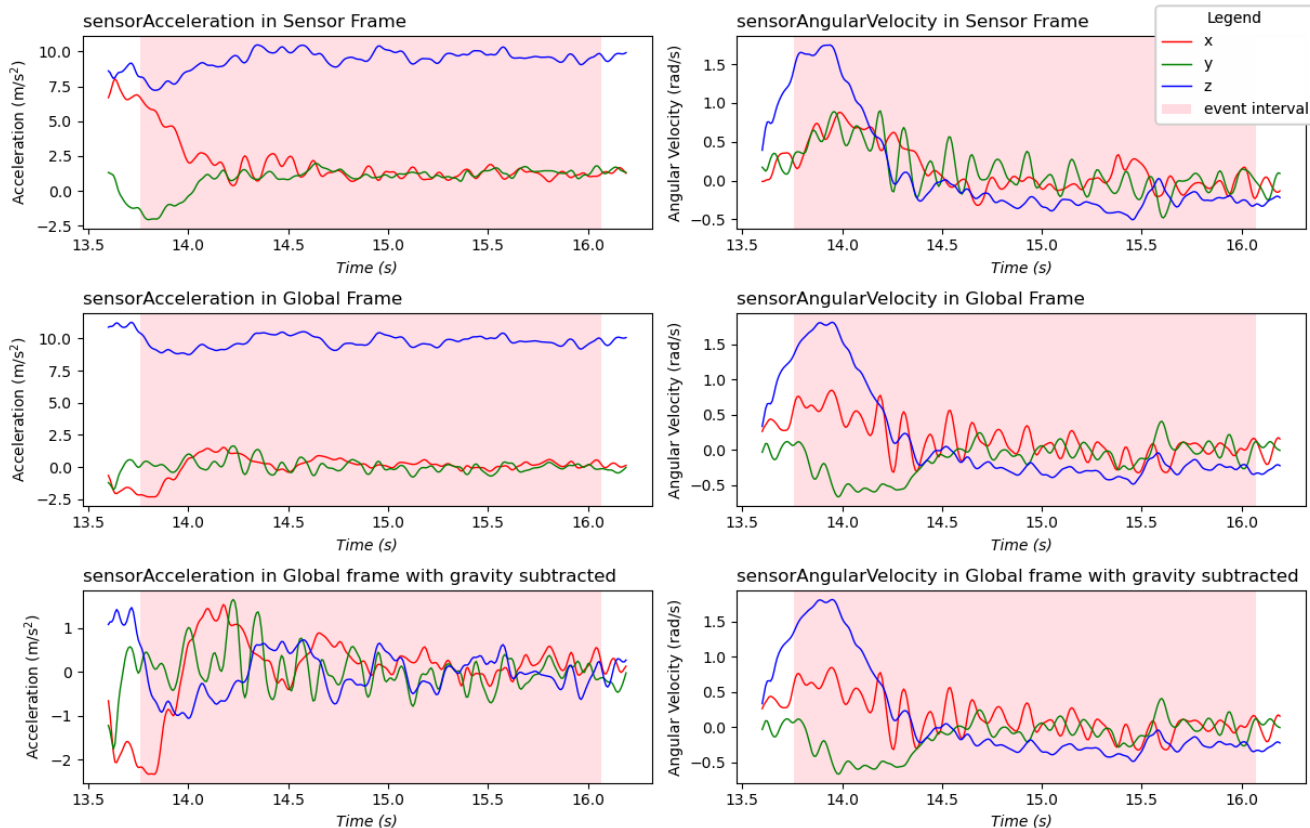 sensorAcceleration in Sensor Frame
Acceleration (m/s²)
10.0
7.5
5.0
2.5
0.0
−2.5
13.5 14.0 14.5 15.0 15.5 16.0
Time (s)
sensorAngularVelocity in Sensor Frame
Angular Velocity (rad/s)
1.5
1.0
0.5
0.0
−0.5
13.5 14.0 14.5 15.0 15.5 16.0
Time (s)
Legend
x
y
z
event interval
sensorAcceleration in Global Frame
Acceleration (m/s²)
10.0
7.5
5.0
2.5
0.0
−2.5
13.5 14.0 14.5 15.0 15.5 16.0
Time (s)
sensorAngularVelocity in Global Frame
Angular Velocity (rad/s)
1.5
1.0
0.5
0.0
−0.5
13.5 14.0 14.5 15.0 15.5 16.0
Time (s)
sensorAcceleration in Global frame with gravity subtracted
Acceleration (m/s²)
1
0
−1
−2
13.5 14.0 14.5 15.0 15.5 16.0
Time (s)
sensorAngularVelocity in Global frame with gravity subtracted
Angular Velocity (rad/s)
1.5
1.0
0.5
0.0
−0.5
13.5 14.0 14.5 15.0 15.5 16.0
Time (s)